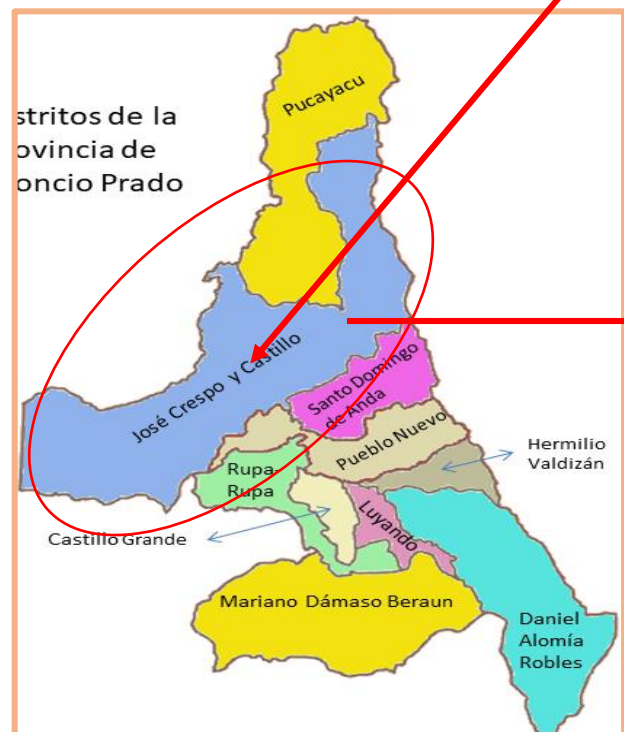 Pucayacu
stritos de la
ovincia de
oncio Prado
José Crespo y Castillo
Santo Domingo
de Anda
Pueblo Nuevo
Hermilio
Valdizán
Rupa-
Rupa
Luyando
Castillo Grande
Mariano Dámaso Beraun
Daniel
Alomía
Robles